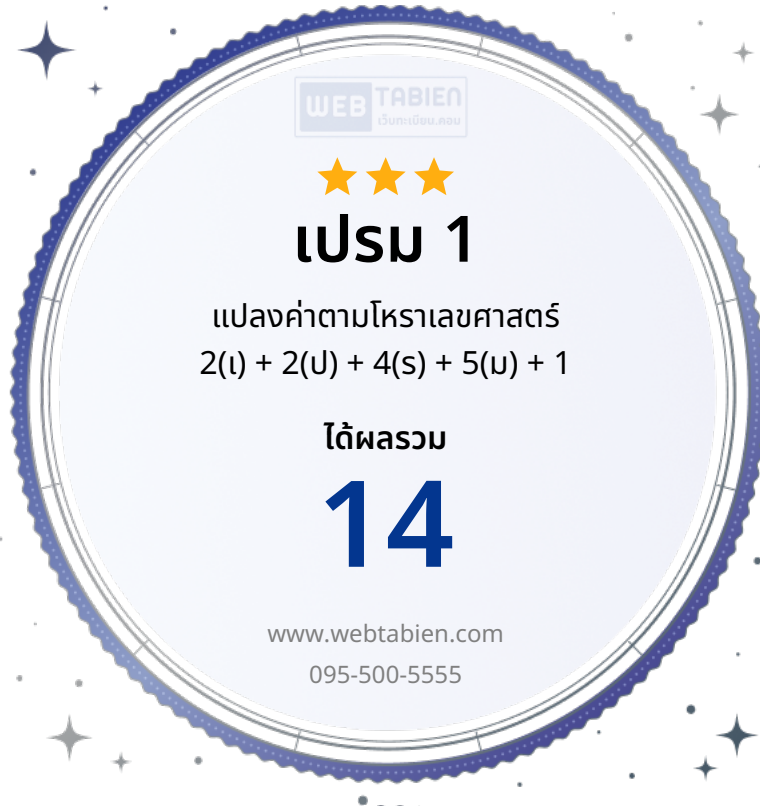 WEB TABIEN
เว็บทะเบียน.คอม
เปรม 1
แปลงค่าตามโหราเลขศาสตร์
2(เ) + 2(ป) + 4(ร) + 5(ม) + 1
ได้ผลรวม
14
www.webtabien.com
095-500-5555